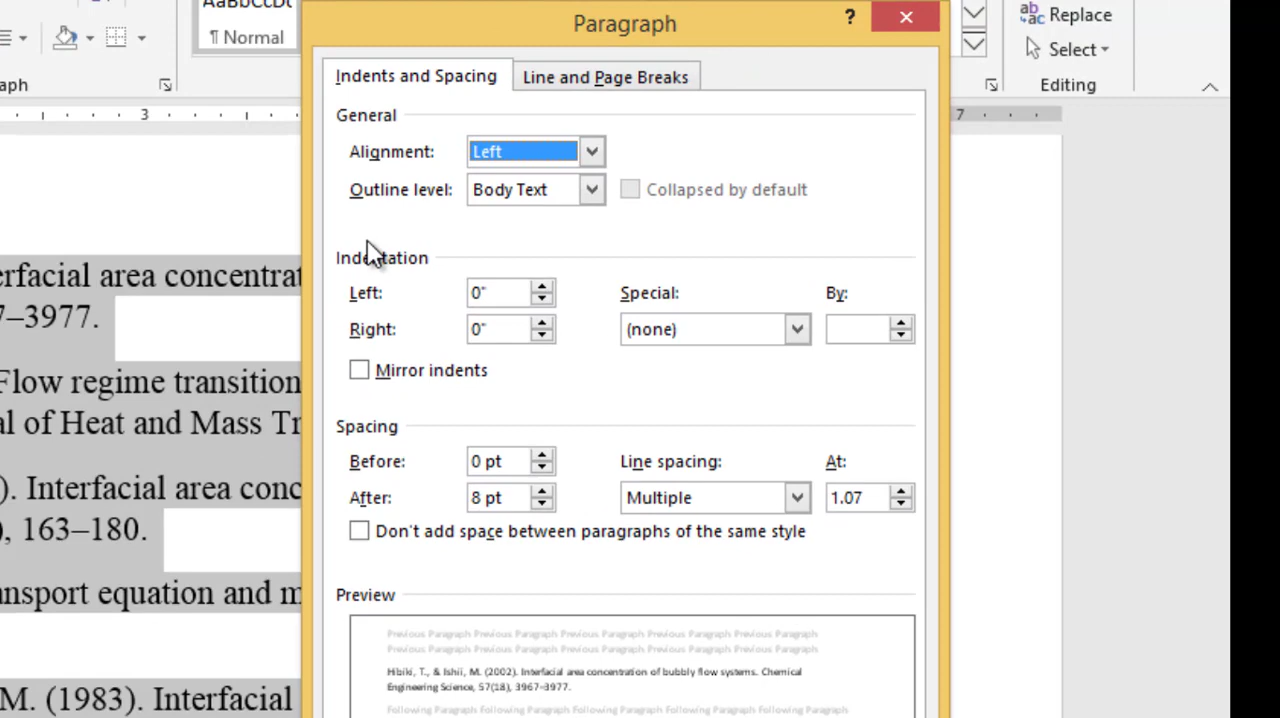 AaBbCcDc
¶ Normal
aph
Replace
Select
Editing
3
7
Paragraph
?
Indents and Spacing
Line and Page Breaks
General
Alignment: Left
Outline level: Body Text Collapsed by default
Indentation
Left: 0" Special: By:
Right: 0" (none)
Mirror indents
Spacing
Before: 0 pt Line spacing: At:
After: 8 pt Multiple 1.07
Don't add space between paragraphs of the same style
Preview
Previous Paragraph Previous Paragraph Previous Paragraph Previous Paragraph Previous Paragraph
Previous Paragraph Previous Paragraph Previous Paragraph Previous Paragraph Previous Paragraph
Hibiki, T., & Ishii, M. (2002). Interfacial area concentration of bubbly flow systems. Chemical
Engineering Science, 57(18), 3967–3977.
Following Paragraph Following Paragraph Following Paragraph Following Paragraph Following Paragraph
erfacial area concentrat
7–3977.
Flow regime transition
al of Heat and Mass Tr
). Interfacial area conc
), 163–180.
ansport equation and m
M. (1983). Interfacial